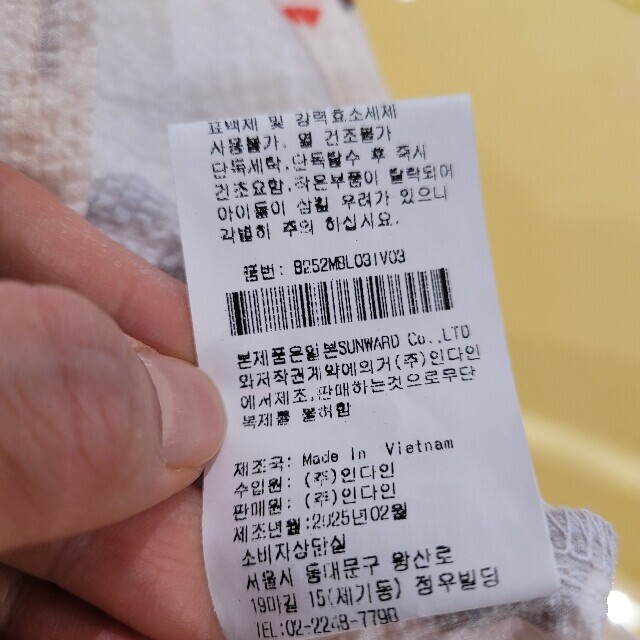 표백제 및 강력효소세제
사용불가. 열 건조불가
단독세탁.단독탈수 후 즉시
건조요함.작은부품이 탈락되어
아이들이 삼킬 우려가 있으니
각별히 주의 하십시요.
품번: B252MBL03IV03
본제품은일본SUNWARD Co.,LTD
와저작권계약에의거(주)인다인
에서제조.판매하는것으로무단
복제를 불허함
제조국: Made In Vietnam
수입원: (주)인다인
판매원: (주)인다인
제조년월:2025년02월
소비자상담실
서울시 동대문구 왕산로
19마길 15(제기동) 정우빌딩
TEL:02-2248-7790